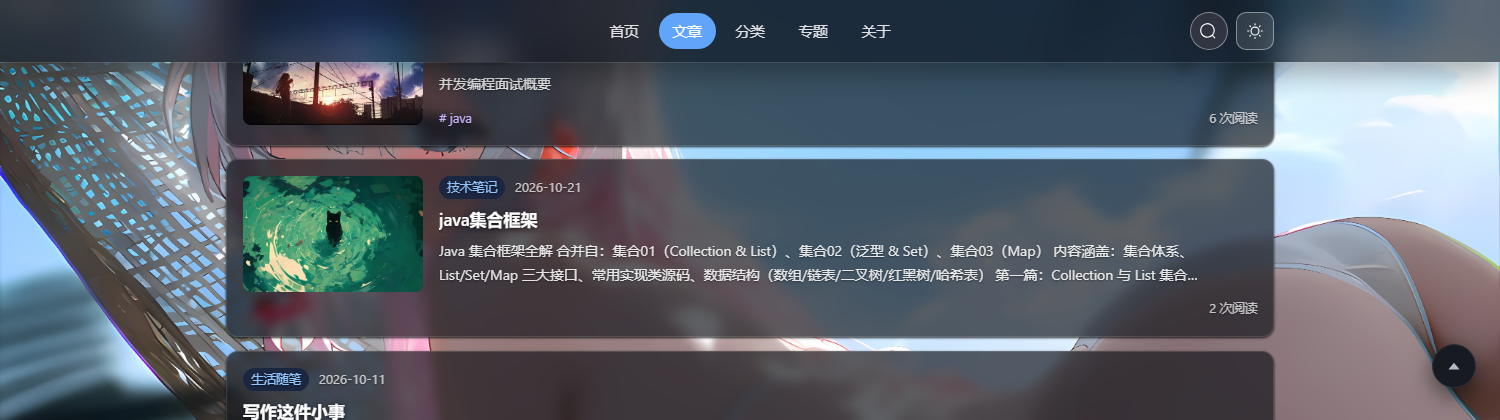 首页 文章 分类 专题 关于
并发编程面试概要
# java
6 次阅读
技术笔记 2026-10-21
java集合框架
Java 集合框架全解 合并自：集合01（Collection & List）、集合02（泛型 & Set）、集合03（Map） 内容涵盖：集合体系、
List/Set/Map 三大接口、常用实现类源码、数据结构（数组/链表/二叉树/红黑树/哈希表） 第一篇：Collection 与 List 集合...
2 次阅读
生活随笔 2026-10-11
写作这件小事